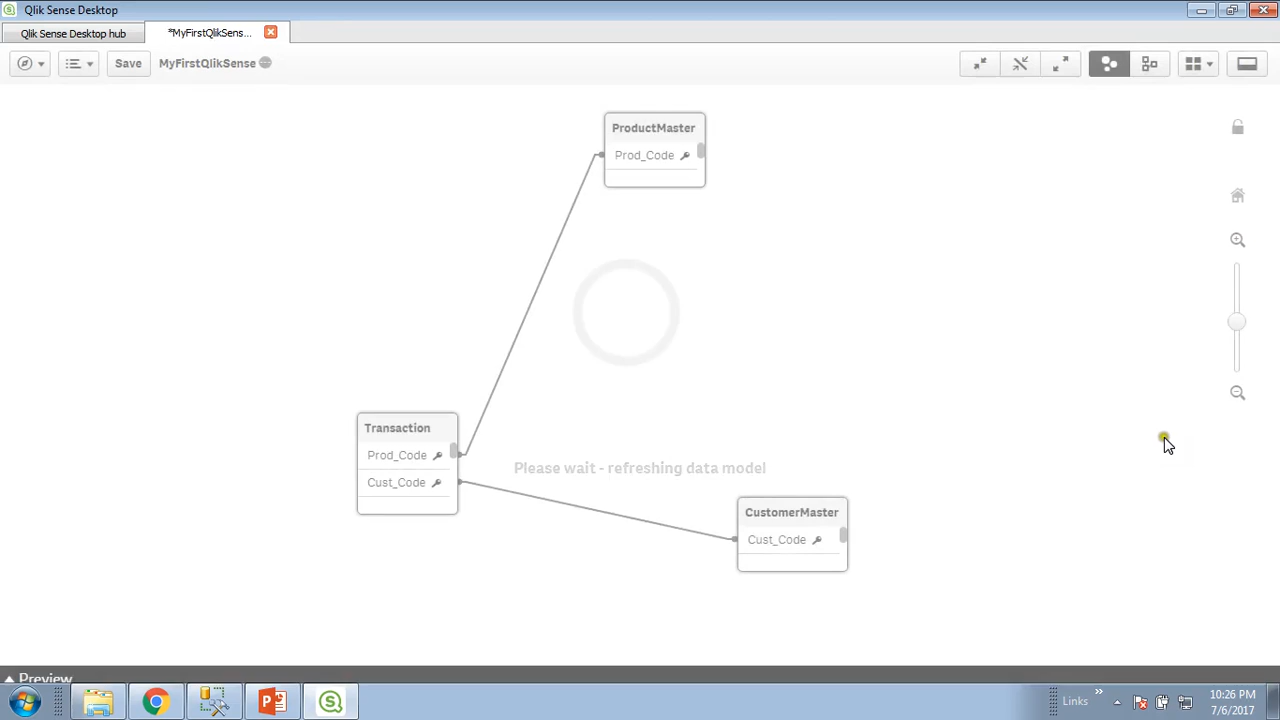 Qlik Sense Desktop
Qlik Sense Desktop hub
*MyFirstQlikSens...
Save
MyFirstQlikSense
ProductMaster
Prod_Code
Transaction
Prod_Code
Cust_Code
Please wait - refreshing data model
CustomerMaster
Cust_Code
Preview
Links
10:26 PM
7/6/2017